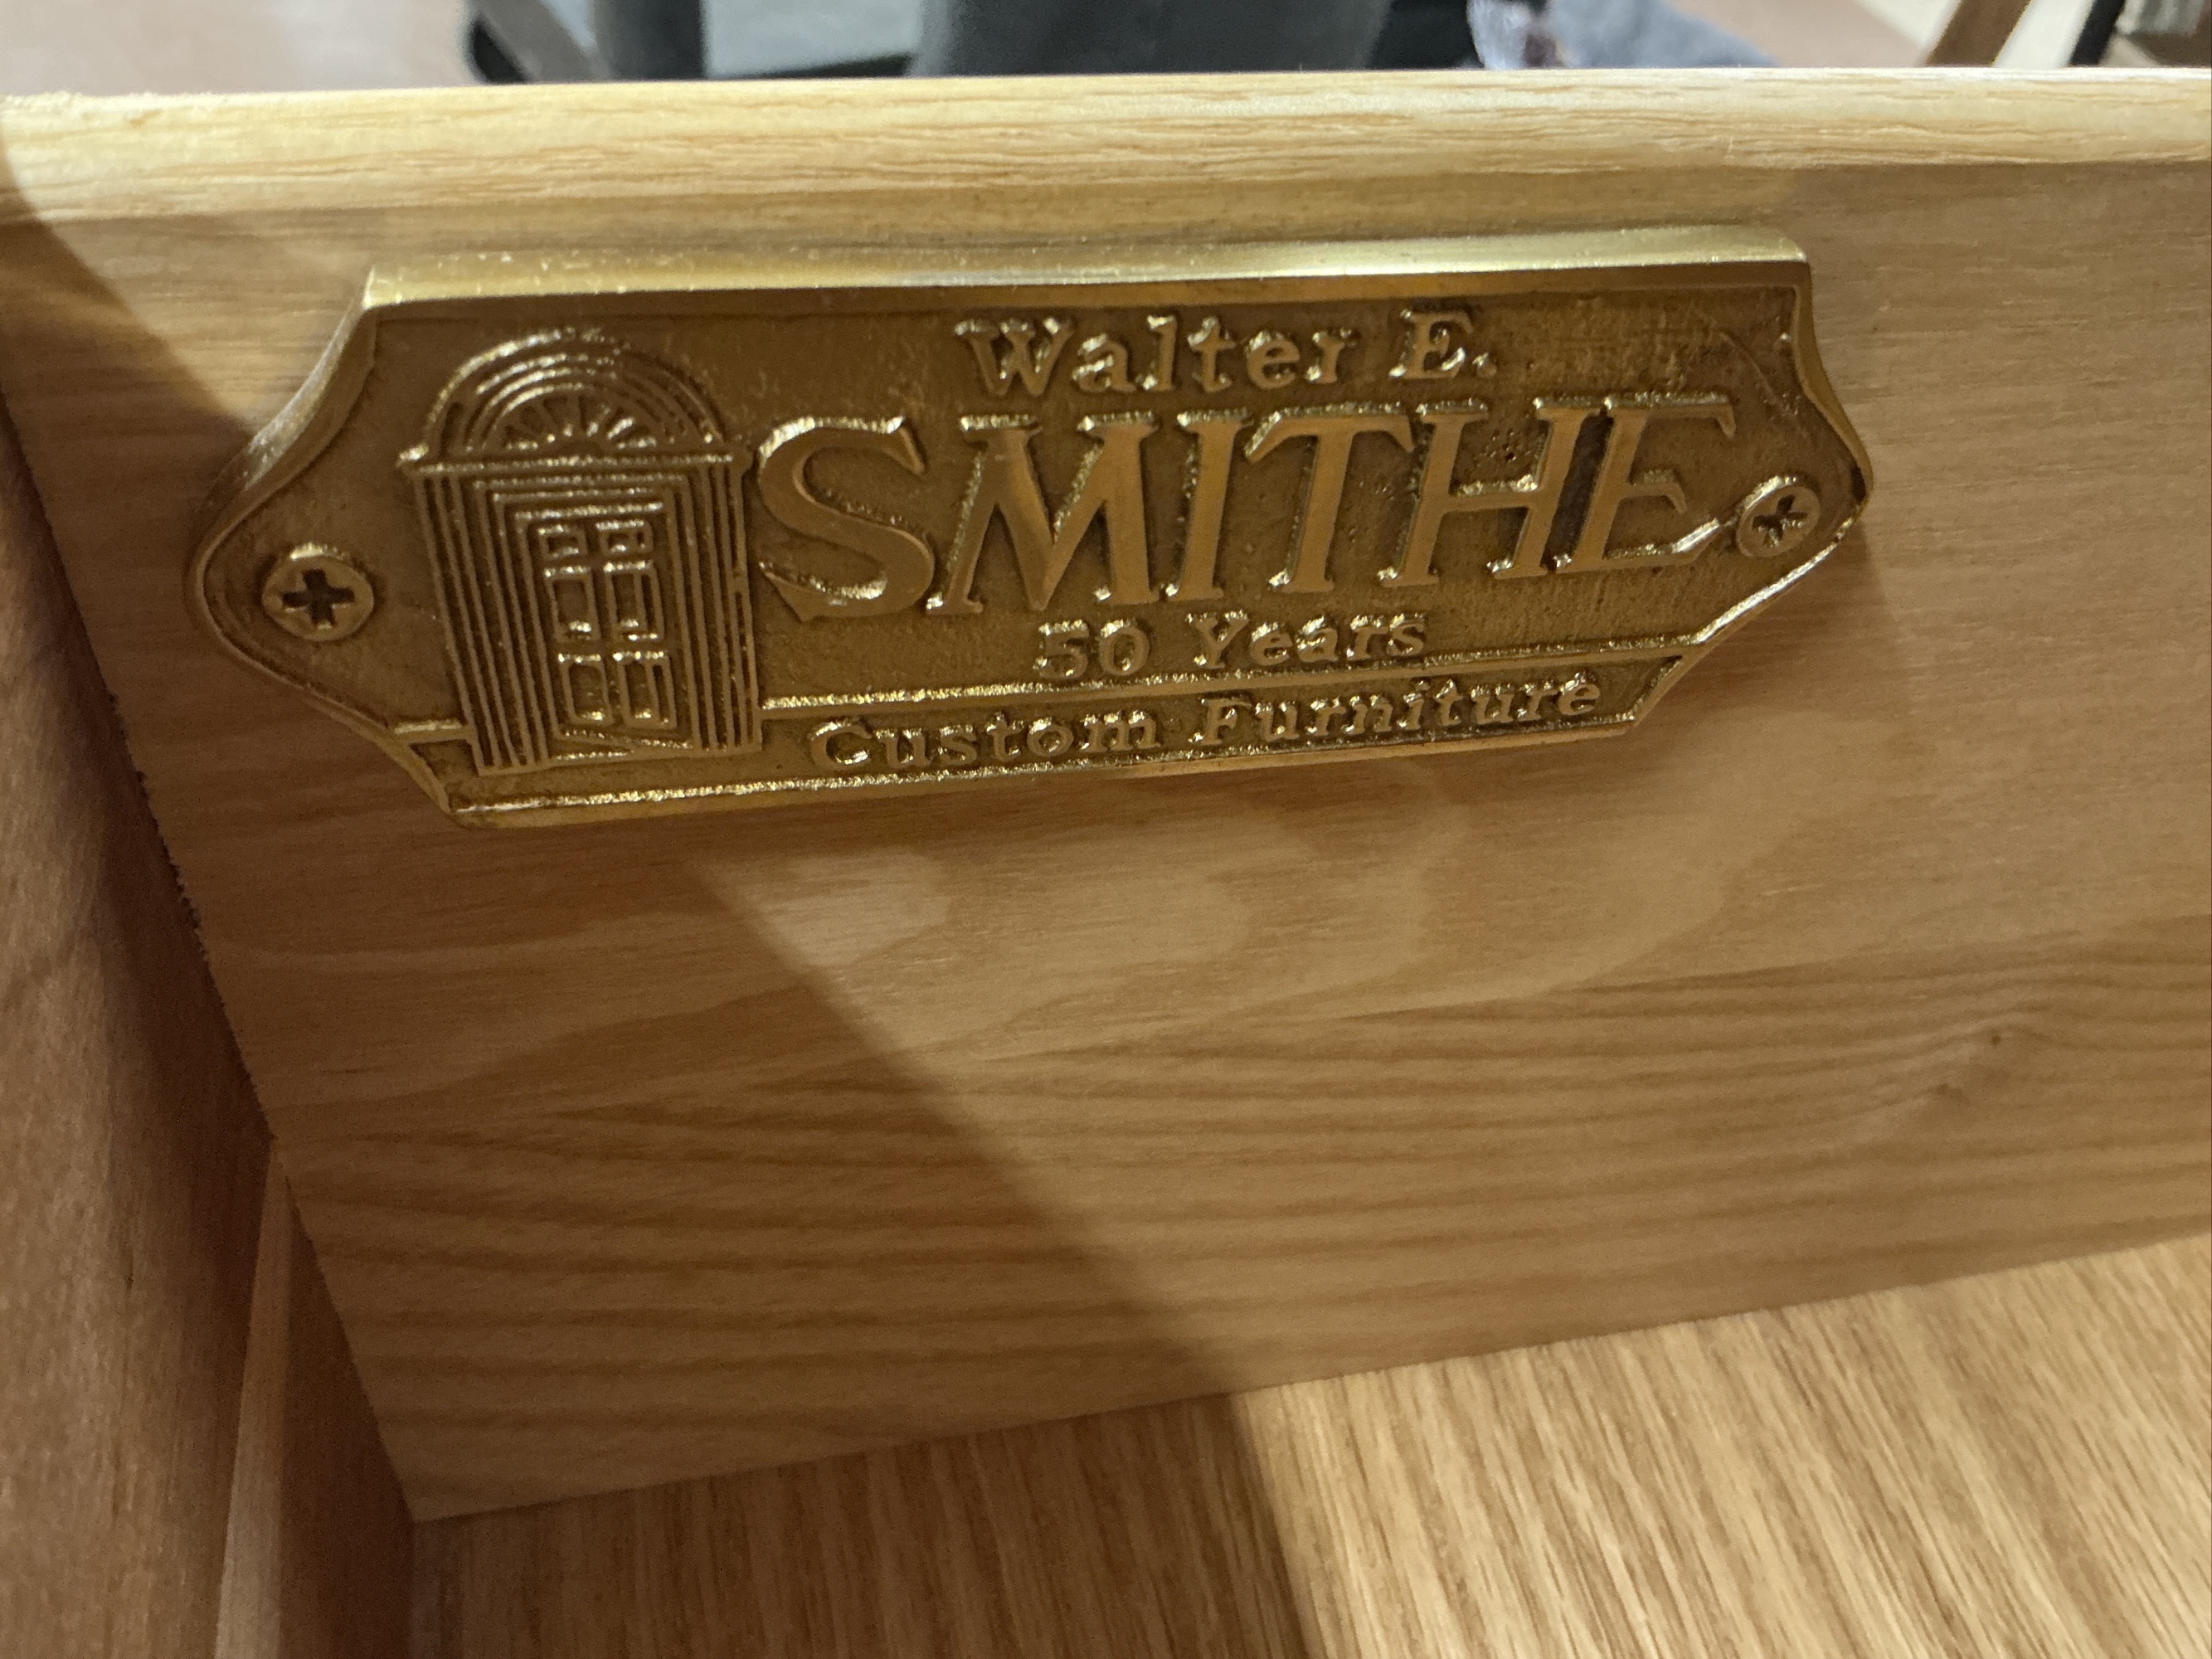 Walter E.
SMITHE
50 Years
Custom Furniture